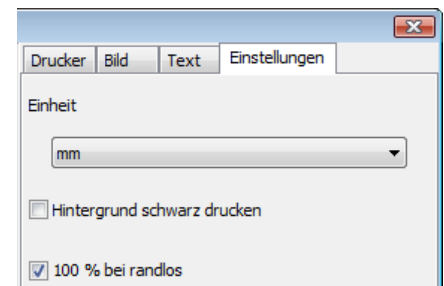 Drucker Bild Text Einstellungen
Einheit
mm
Hintergrund schwarz drucken
100 % bei randlos